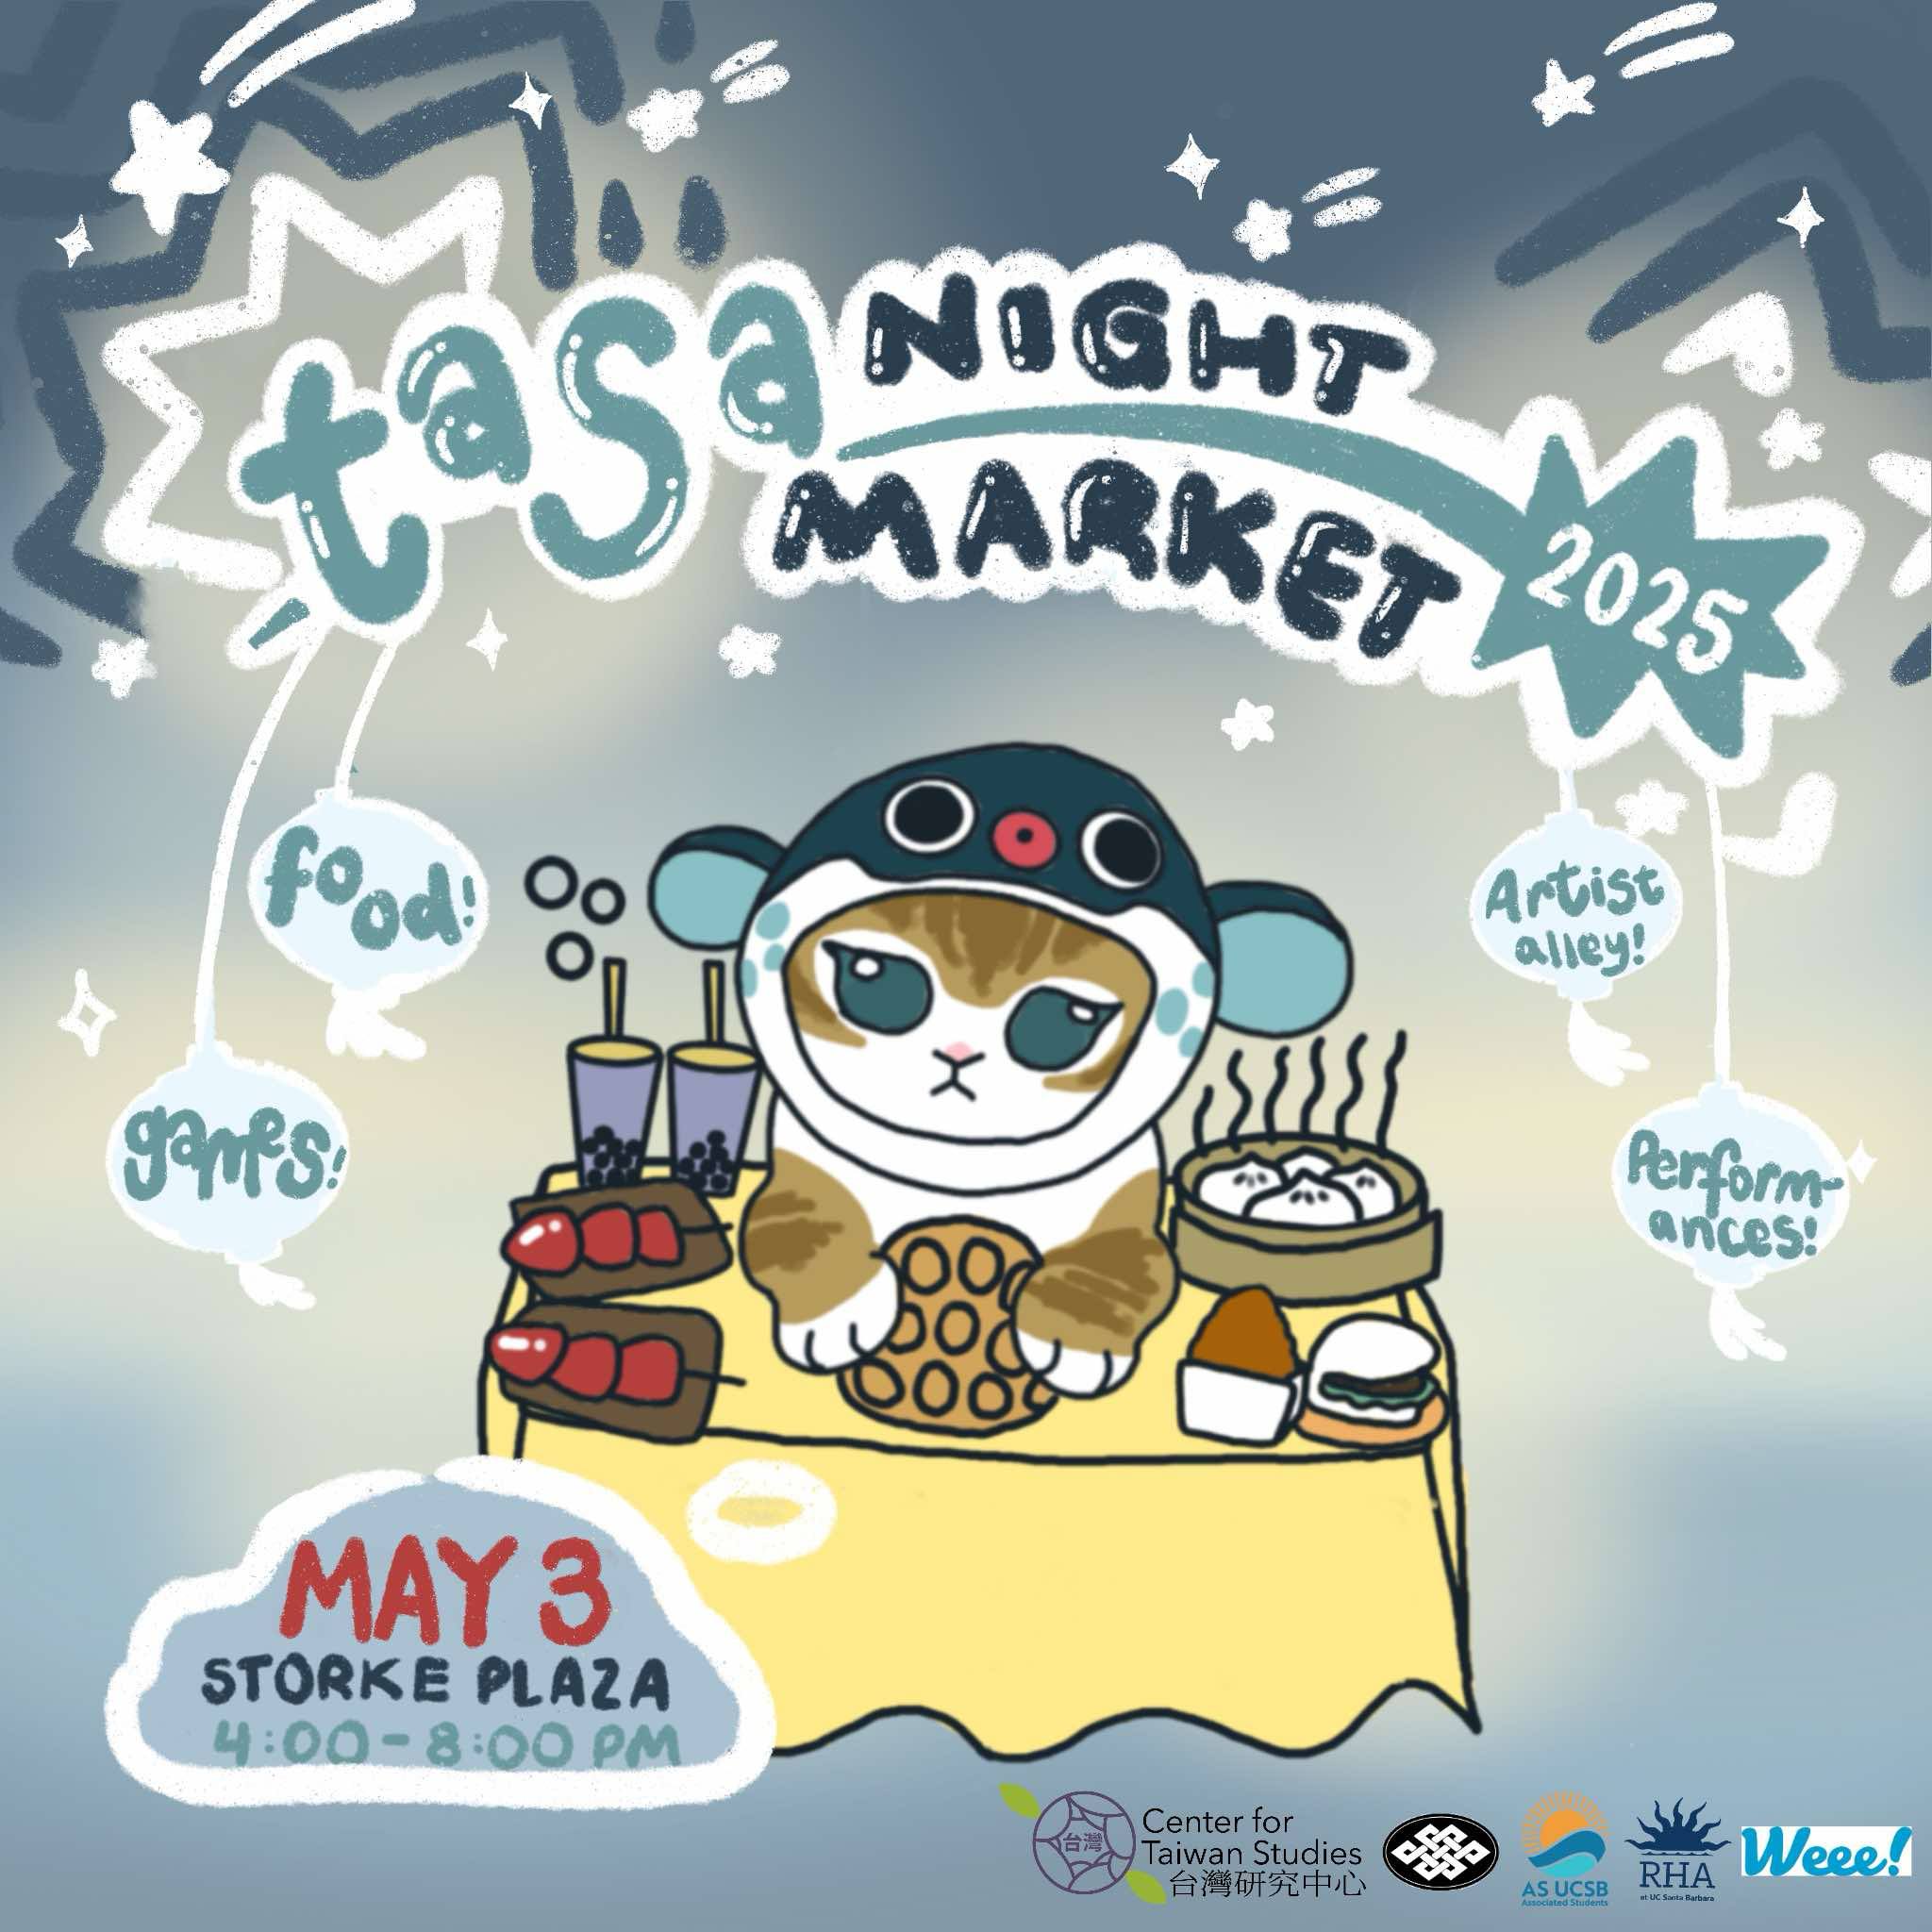 tasa NIGHT
MARKET
2025
food!
games!
Artist
alley!
Perform-
ances!
MAY 3
STORKE PLAZA
4:00-8:00 PM
台灣
Center for
Taiwan Studies
台灣研究中心
AS UCSB
Associated Students
RHA
at UC Santa Barbara
Weee!